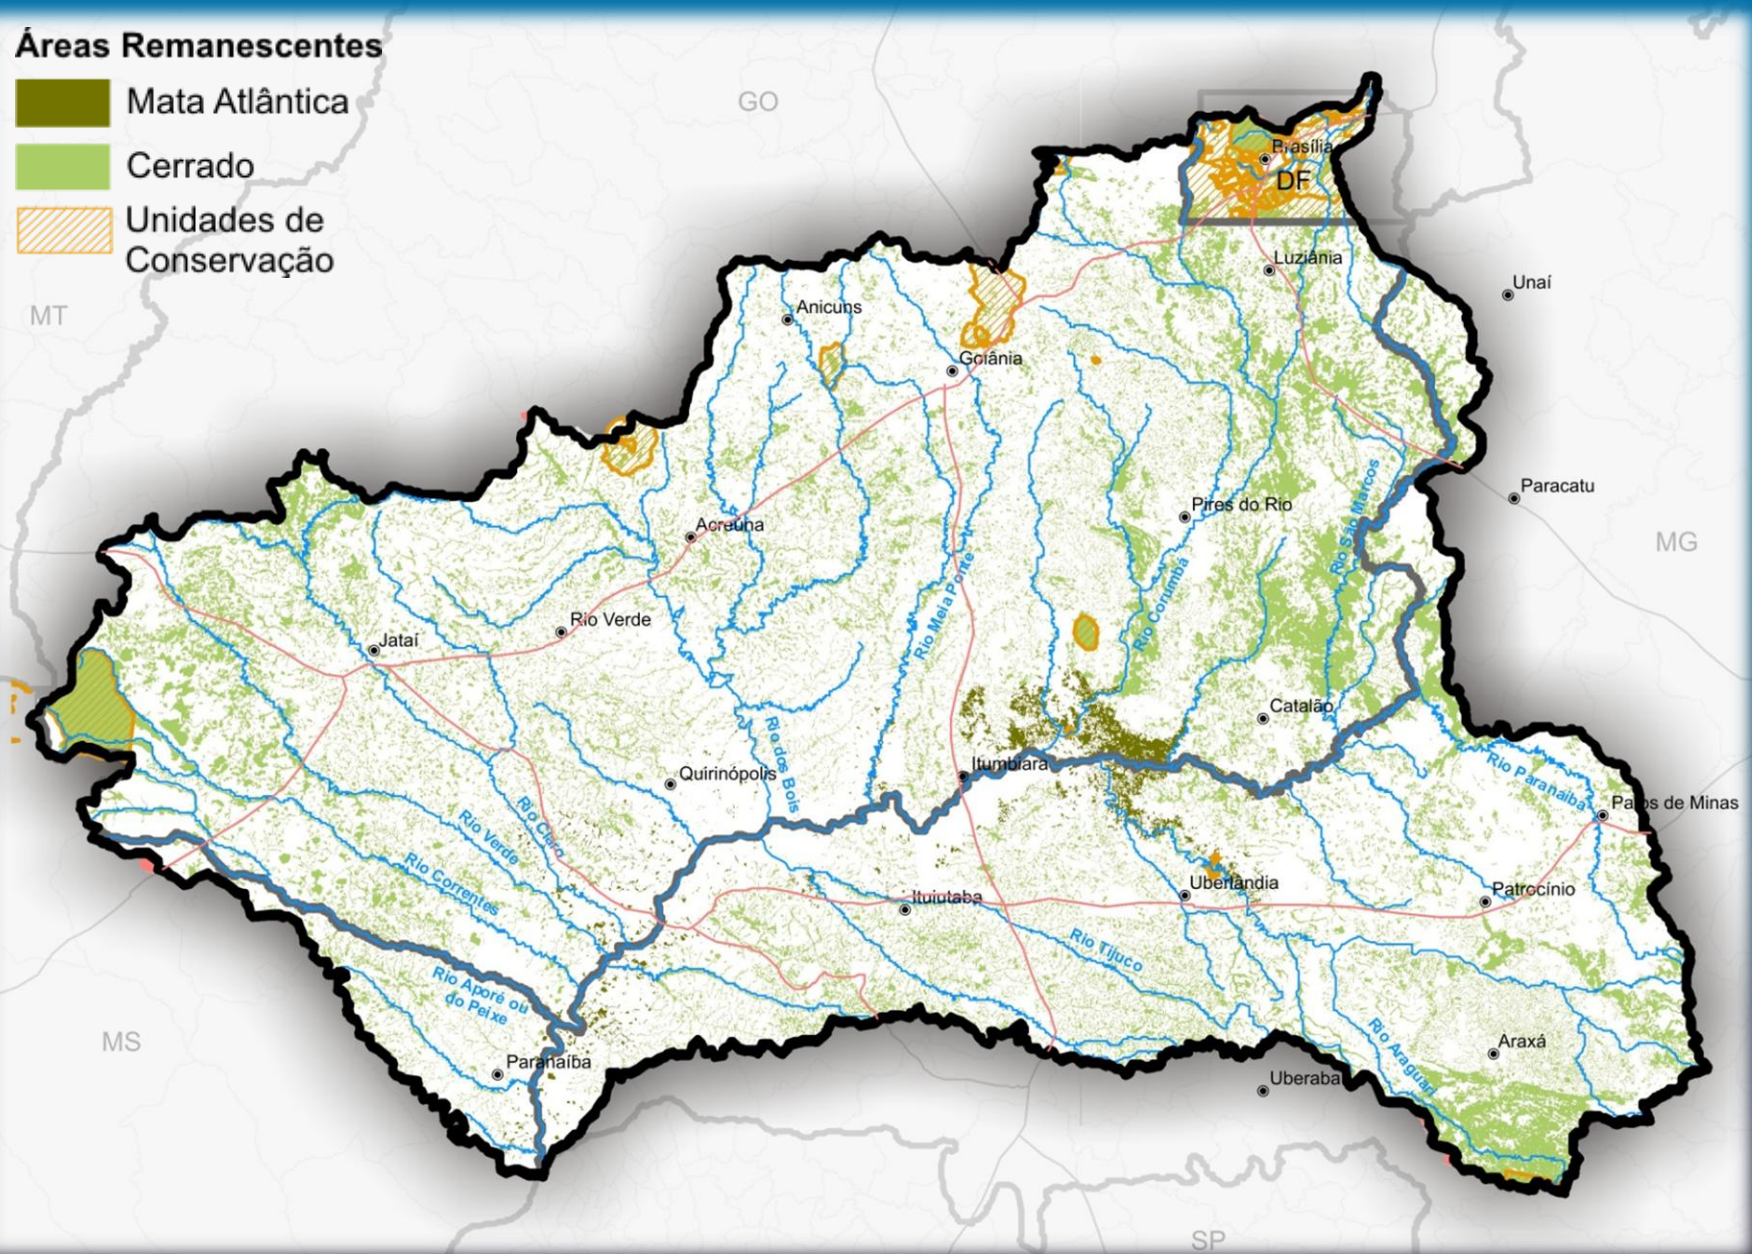 Áreas Remanescentes
Mata Atlântica
Cerrado
Unidades de
Conservação
GO
Brasília
DF
Luziânia
Unaí
MT
Anicuns
Goiânia
Paracatu
Pires do Rio
Acreúna
MG
Rio São Marcos
Rio Meia Ponte
Rio Corumbá
Rio Verde
Jataí
Catalão
Rio dos Bois
Quirinópolis
Itumbiara
Rio Paranaíba
Patos de Minas
Rio Claro
Rio Verde
Rio Correntes
Uberlândia
Patrocínio
Ituiutaba
Rio Tijuco
Rio Aporé ou
do Peixe
MS
Rio Araguari
Araxá
Paranaíba
Uberaba
SP